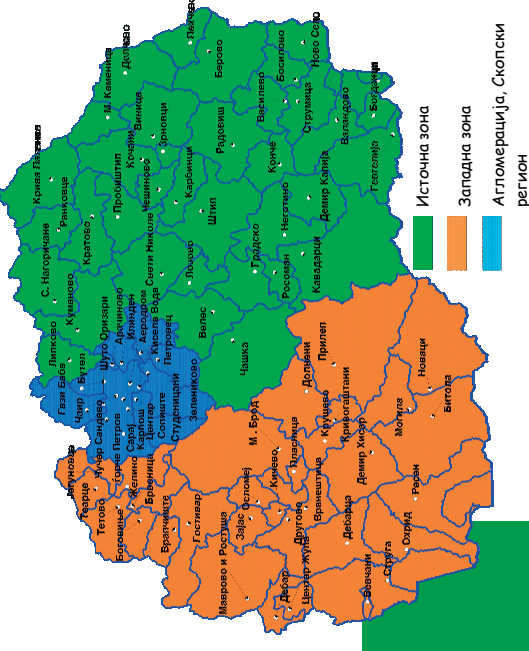 Крива Паланка
Ранковце
С. Нагоричане
Куманово
Кратово
Липково
Пробиштип
М. Каменица
Делчево
Пехчево
Берово
Виница
Кочани
Зрновци
Чешиново
Карбинци
Штип
Радовиш
Василево
Босилово
Ново Село
Струмица
Валандово
Богданци
Гевгелија
Конче
Неготино
Демир Капија
Кавадарци
Росоман
Градско
Лозово
Свети Николе
Велес
Чашка
Шуто Оризари
Арачиново
Илинден
Аеродром
Кисела Вода
Петровец
Гази Баба
Бутел
Чаир
Чучер Сандево
Ѓорче Петров
Сарај
Карпош
Центар
Сопиште
Студеничани
Зелениково
Јегуновце
Теарце
Тетово
Желино
Боговиње
Брвеница
Врапчиште
Гостивар
Маврово и Ростуша
Зајас
Осломеј
Кичево
М. Брод
Пласница
Другово
Вранештица
Дебар
Центар Жупа
Дебарца
Вевчани
Струга
Охрид
Ресен
Демир Хисар
Крушево
Кривогаштани
Долнени
Прилеп
Могила
Новаци
Битола
Источна зона
Западна зона
Агломерација, Скопски
регион